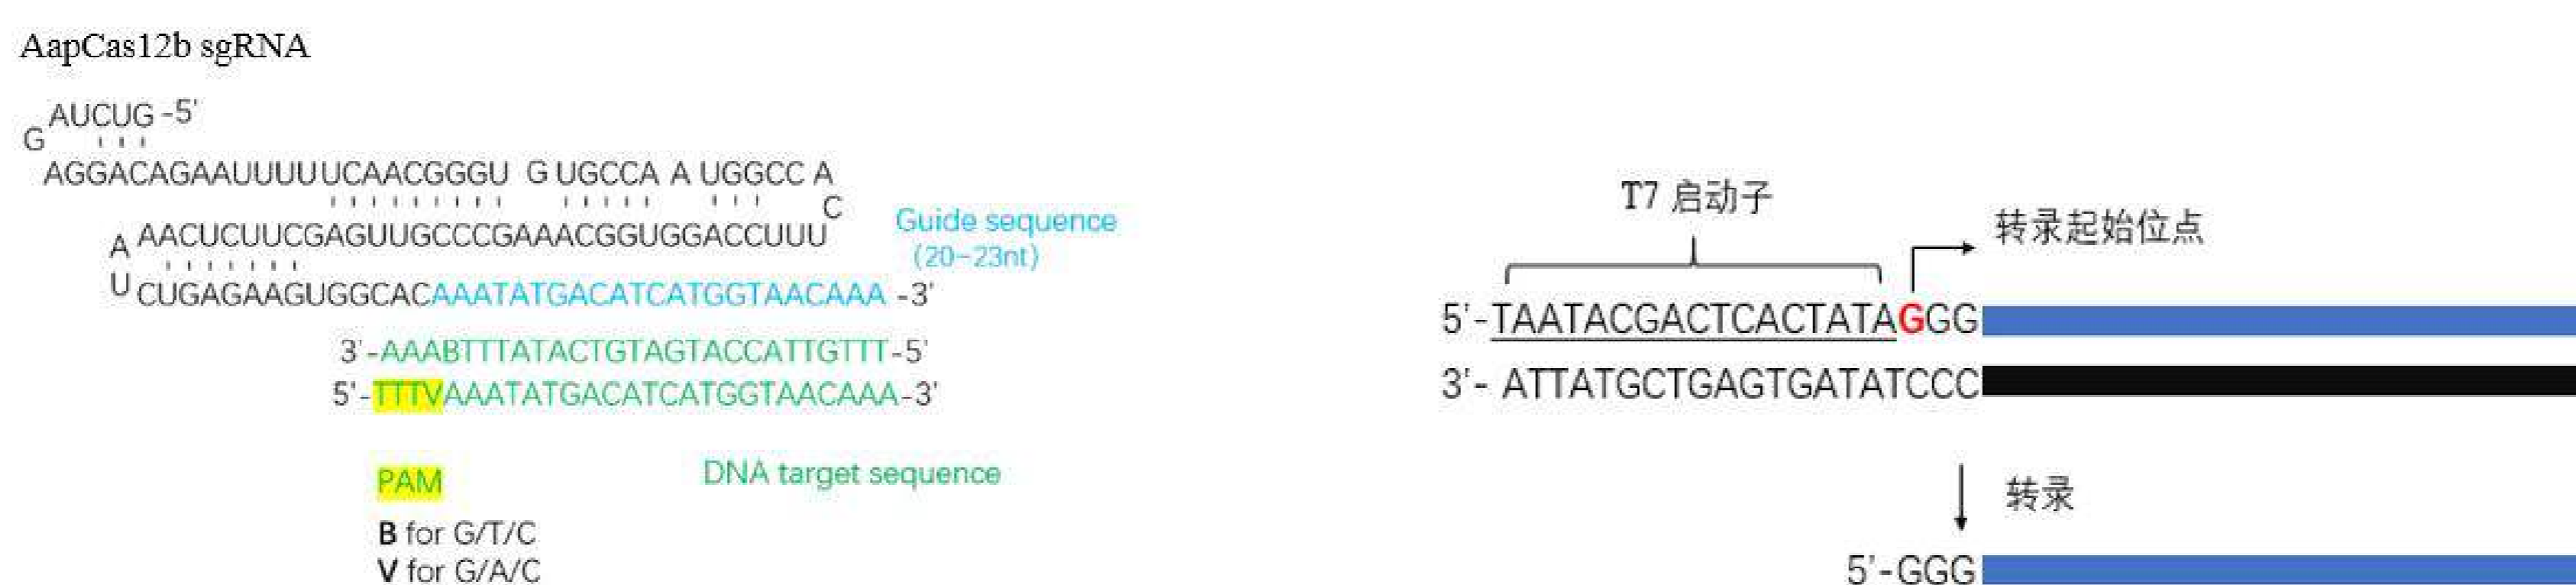 AapCas12b sgRNA
AUCUG -5'
G
AGGACAGAAUUUUUCAACGGGU G UGCCA A UGGCC A
C
A AACUCUUCGAGUUGCCCGAAACGGUGGACCUUU
A
U CUGAGAAGUGGCACAAATATGACATCATGGTAACAAA -3'
Guide sequence
(20-23nt)
3'-AAABTTTATACTGTAGTACCATTGTTT-5'
5'-TTTVAAATATGACATCATGGTAACAAA-3'
PAM
DNA target sequence
B for G/T/C
V for G/A/C
T7 启动子
转录起始位点
5'-TAATACGACTCACTATAGGG
3'- ATTATGCTGAGTGATATCCC
转录
5'-GGG